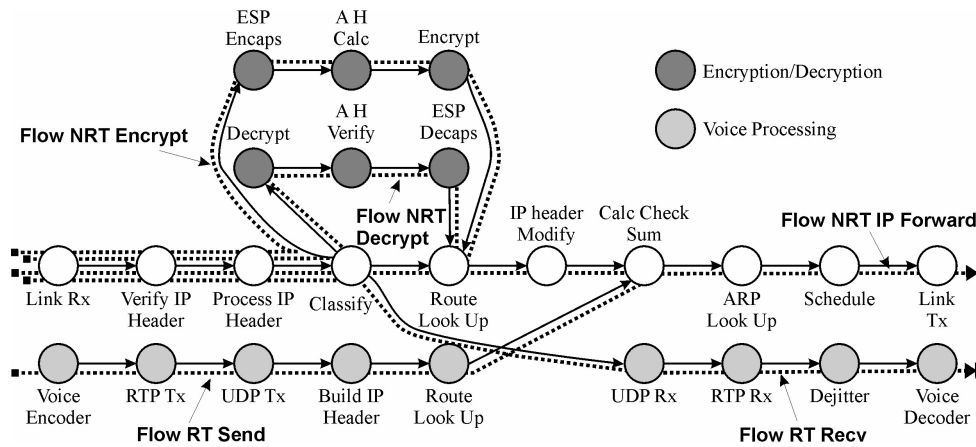 ESP
Encaps
A H
Calc
Encrypt
Encryption/Decryption
Voice Processing
Flow NRT Encrypt
Decrypt
A H
Verify
ESP
Decaps
Flow NRT
Decrypt
IP header
Modify
Calc Check
Sum
Flow NRT IP Forward
Link Rx
Verify IP
Header
Process IP
Header
Classify
Route
Look Up
ARP
Look Up
Schedule
Link
Tx
Voice
Encoder
RTP Tx
UDP Tx
Build IP
Header
Route
Look Up
UDP Rx
RTP Rx
Dejitter
Voice
Decoder
Flow RT Send
Flow RT Recv